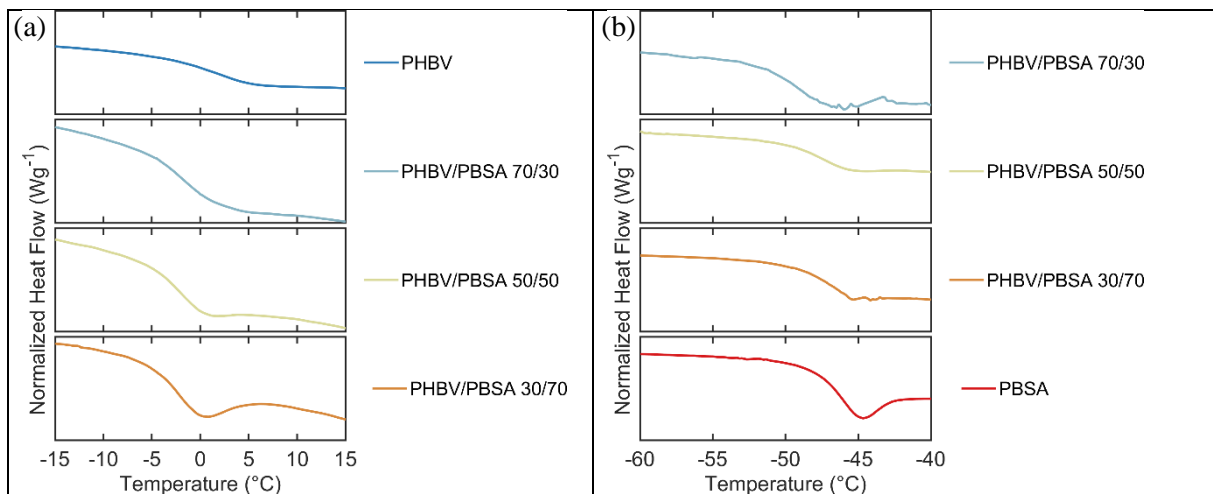 (a)
Normalized Heat Flow (Wg⁻¹)
PHBV
PHBV/PBSA 70/30
PHBV/PBSA 50/50
PHBV/PBSA 30/70
-15 -10 -5 0 5 10 15
Temperature (°C)
(b)
Normalized Heat Flow (Wg⁻¹)
PHBV/PBSA 70/30
PHBV/PBSA 50/50
PHBV/PBSA 30/70
PBSA
-60 -55 -50 -45 -40
Temperature (°C)